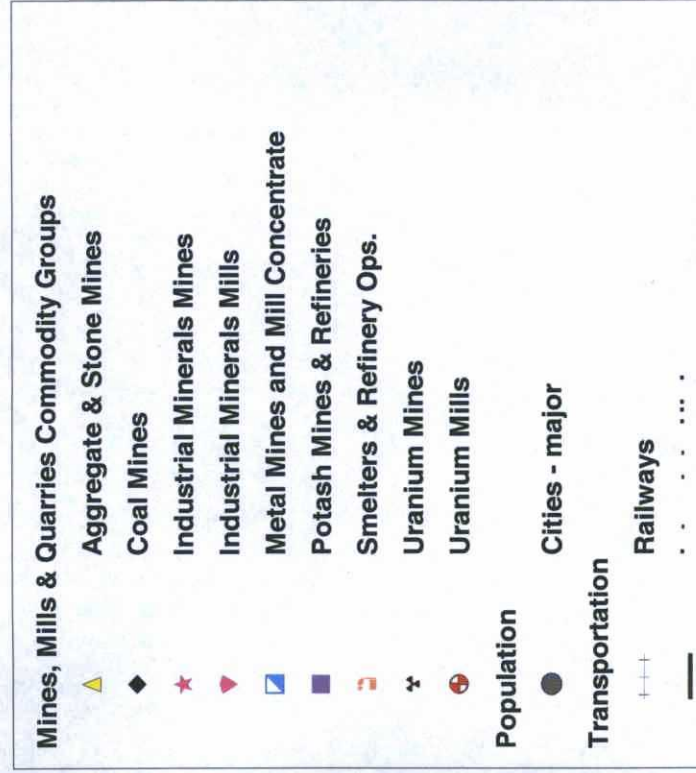 Mines, Mills & Quarries Commodity Groups
Aggregate & Stone Mines
Coal Mines
Industrial Minerals Mines
Industrial Minerals Mills
Metal Mines and Mill Concentrate
Potash Mines & Refineries
Smelters & Refinery Ops.
Uranium Mines
Uranium Mills
Population
Cities - major
Transportation
Railways